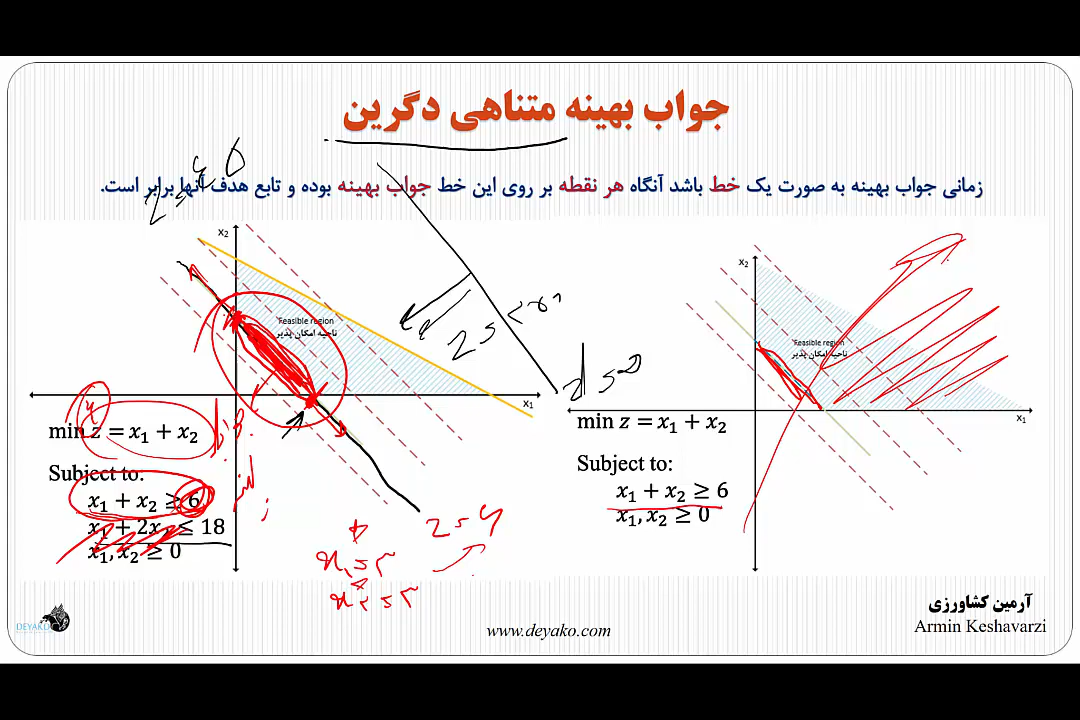 جواب بهینه متناهی دگرین
زمانی جواب بهینه به صورت یک خط باشد آنگاه هر نقطه بر روی این خط جواب بهینه بوده و تابع هدف آنها برابر است.
x₂
Feasible region
ناحیه امکان پذیر
x₁
min z = x₁ + x₂
Subject to:
x₁ + x₂ ≥ 6
x₁ + 2x₂ ≤ 18
x₁, x₂ ≥ 0
x₂
Feasible region
ناحیه امکان پذیر
x₁
min z = x₁ + x₂
Subject to:
x₁ + x₂ ≥ 6
x₁, x₂ ≥ 0
DEYAKO
www.deyako.com
آرمین کشاورزی
Armin Keshavarzi